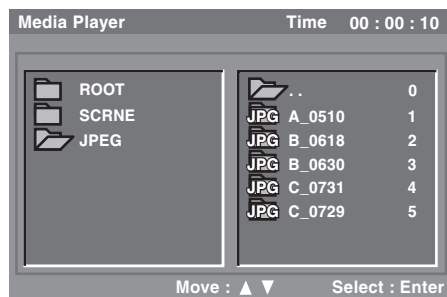 Media Player Time 00 : 00 : 10
ROOT
SCRNE
JPEG
. . 0
JPG A_0510 1
JPG B_0618 2
JPG B_0630 3
JPG C_0731 4
JPG C_0729 5
Move : ▲ ▼ Select : Enter